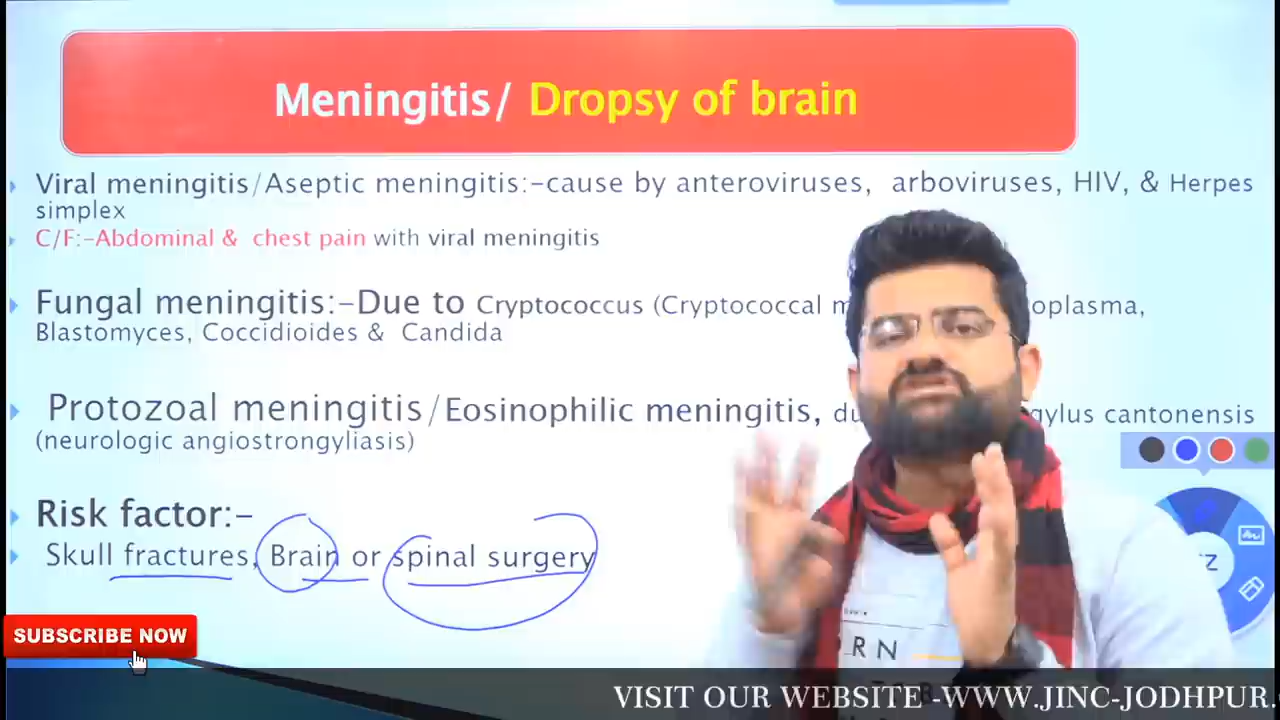 Meningitis/ Dropsy of brain
Viral meningitis/Aseptic meningitis:-cause by anteroviruses, arboviruses, HIV, & Herpes
simplex
C/F:-Abdominal & chest pain with viral meningitis
Fungal meningitis:-Due to Cryptococcus (Cryptococcal
Blastomyces, Coccidioides & Candida
Protozoal meningitis/Eosinophilic meningitis, cantonensis
(neurologic angiostrongyliasis)
Risk factor:-
Skull fractures, Brain or spinal surgery
SUBSCRIBE NOW
VISIT OUR WEBSITE -WWW.JINC-JODHPUR.